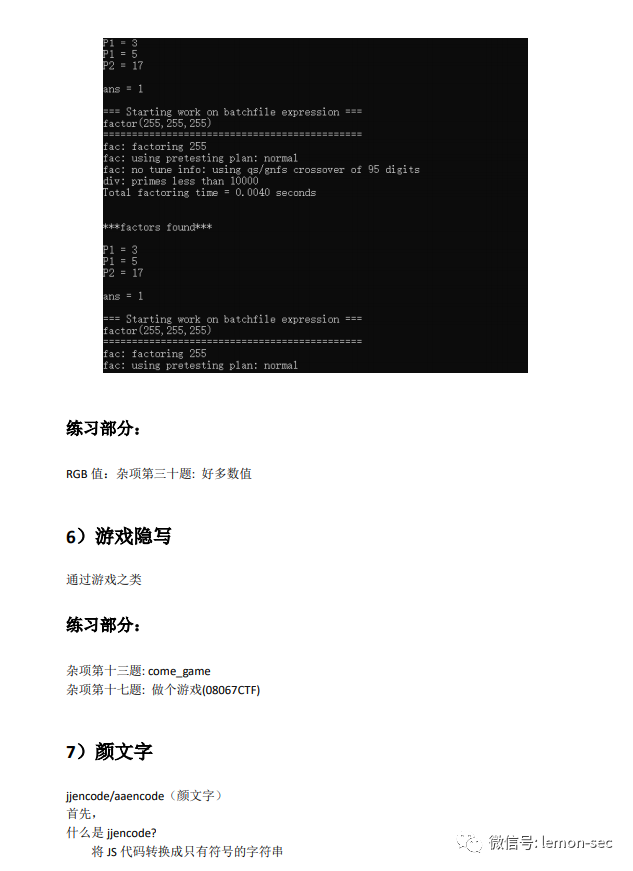 P1 = 3
P1 = 5
P2 = 17
ans = 1
=== Starting work on batchfile expression ===
factor(255,255,255)
=============================================
fac: factoring 255
fac: using pretesting plan: normal
fac: no tune info: using qs/gnfs crossover of 95 digits
div: primes less than 10000
Total factoring time = 0.0040 seconds
***factors found***
P1 = 3
P1 = 5
P2 = 17
ans = 1
=== Starting work on batchfile expression ===
factor(255,255,255)
=============================================
fac: factoring 255
fac: using pretesting plan: normal
练习部分：
RGB 值：杂项第三十题: 好多数值
6）游戏隐写
通过游戏之类
练习部分：
杂项第十三题: come_game
杂项第十七题: 做个游戏(08067CTF)
7）颜文字
jjencode/aaencode（颜文字）
首先，
什么是 jjencode?
将 JS 代码转换成只有符号的字符串
微信号: lemon-sec